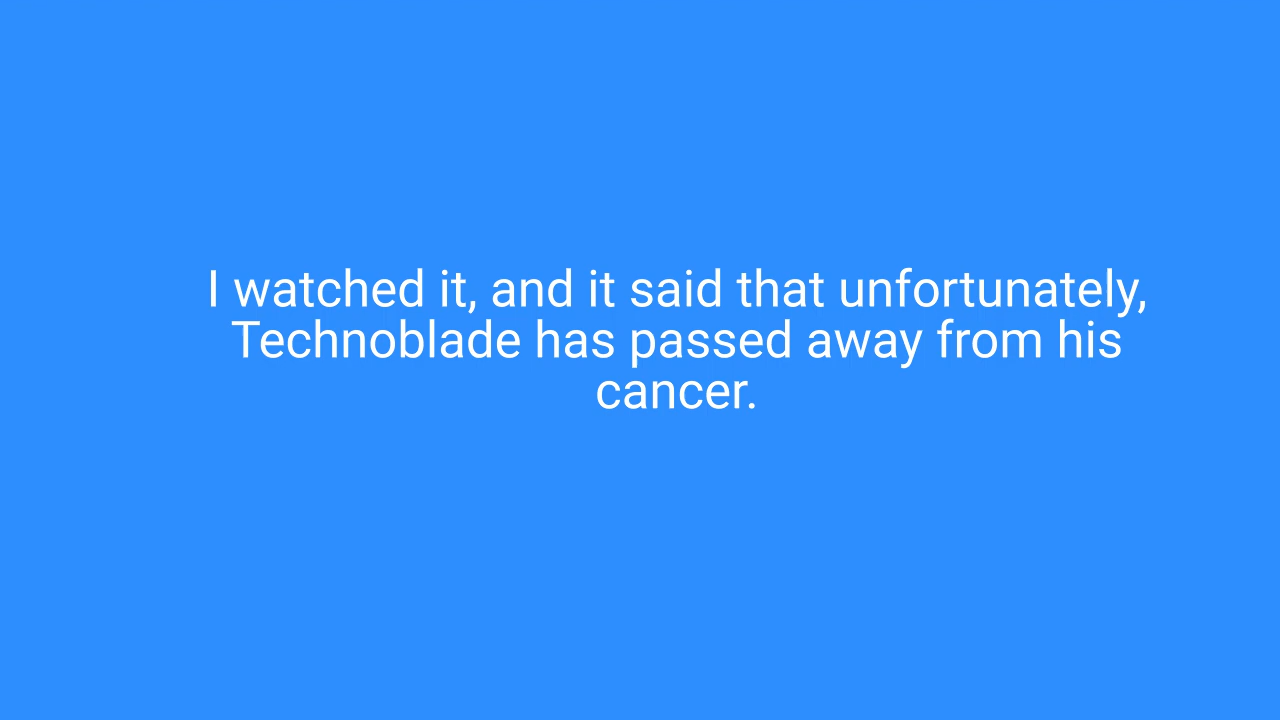 I watched it, and it said that unfortunately,
Technoblade has passed away from his
cancer.